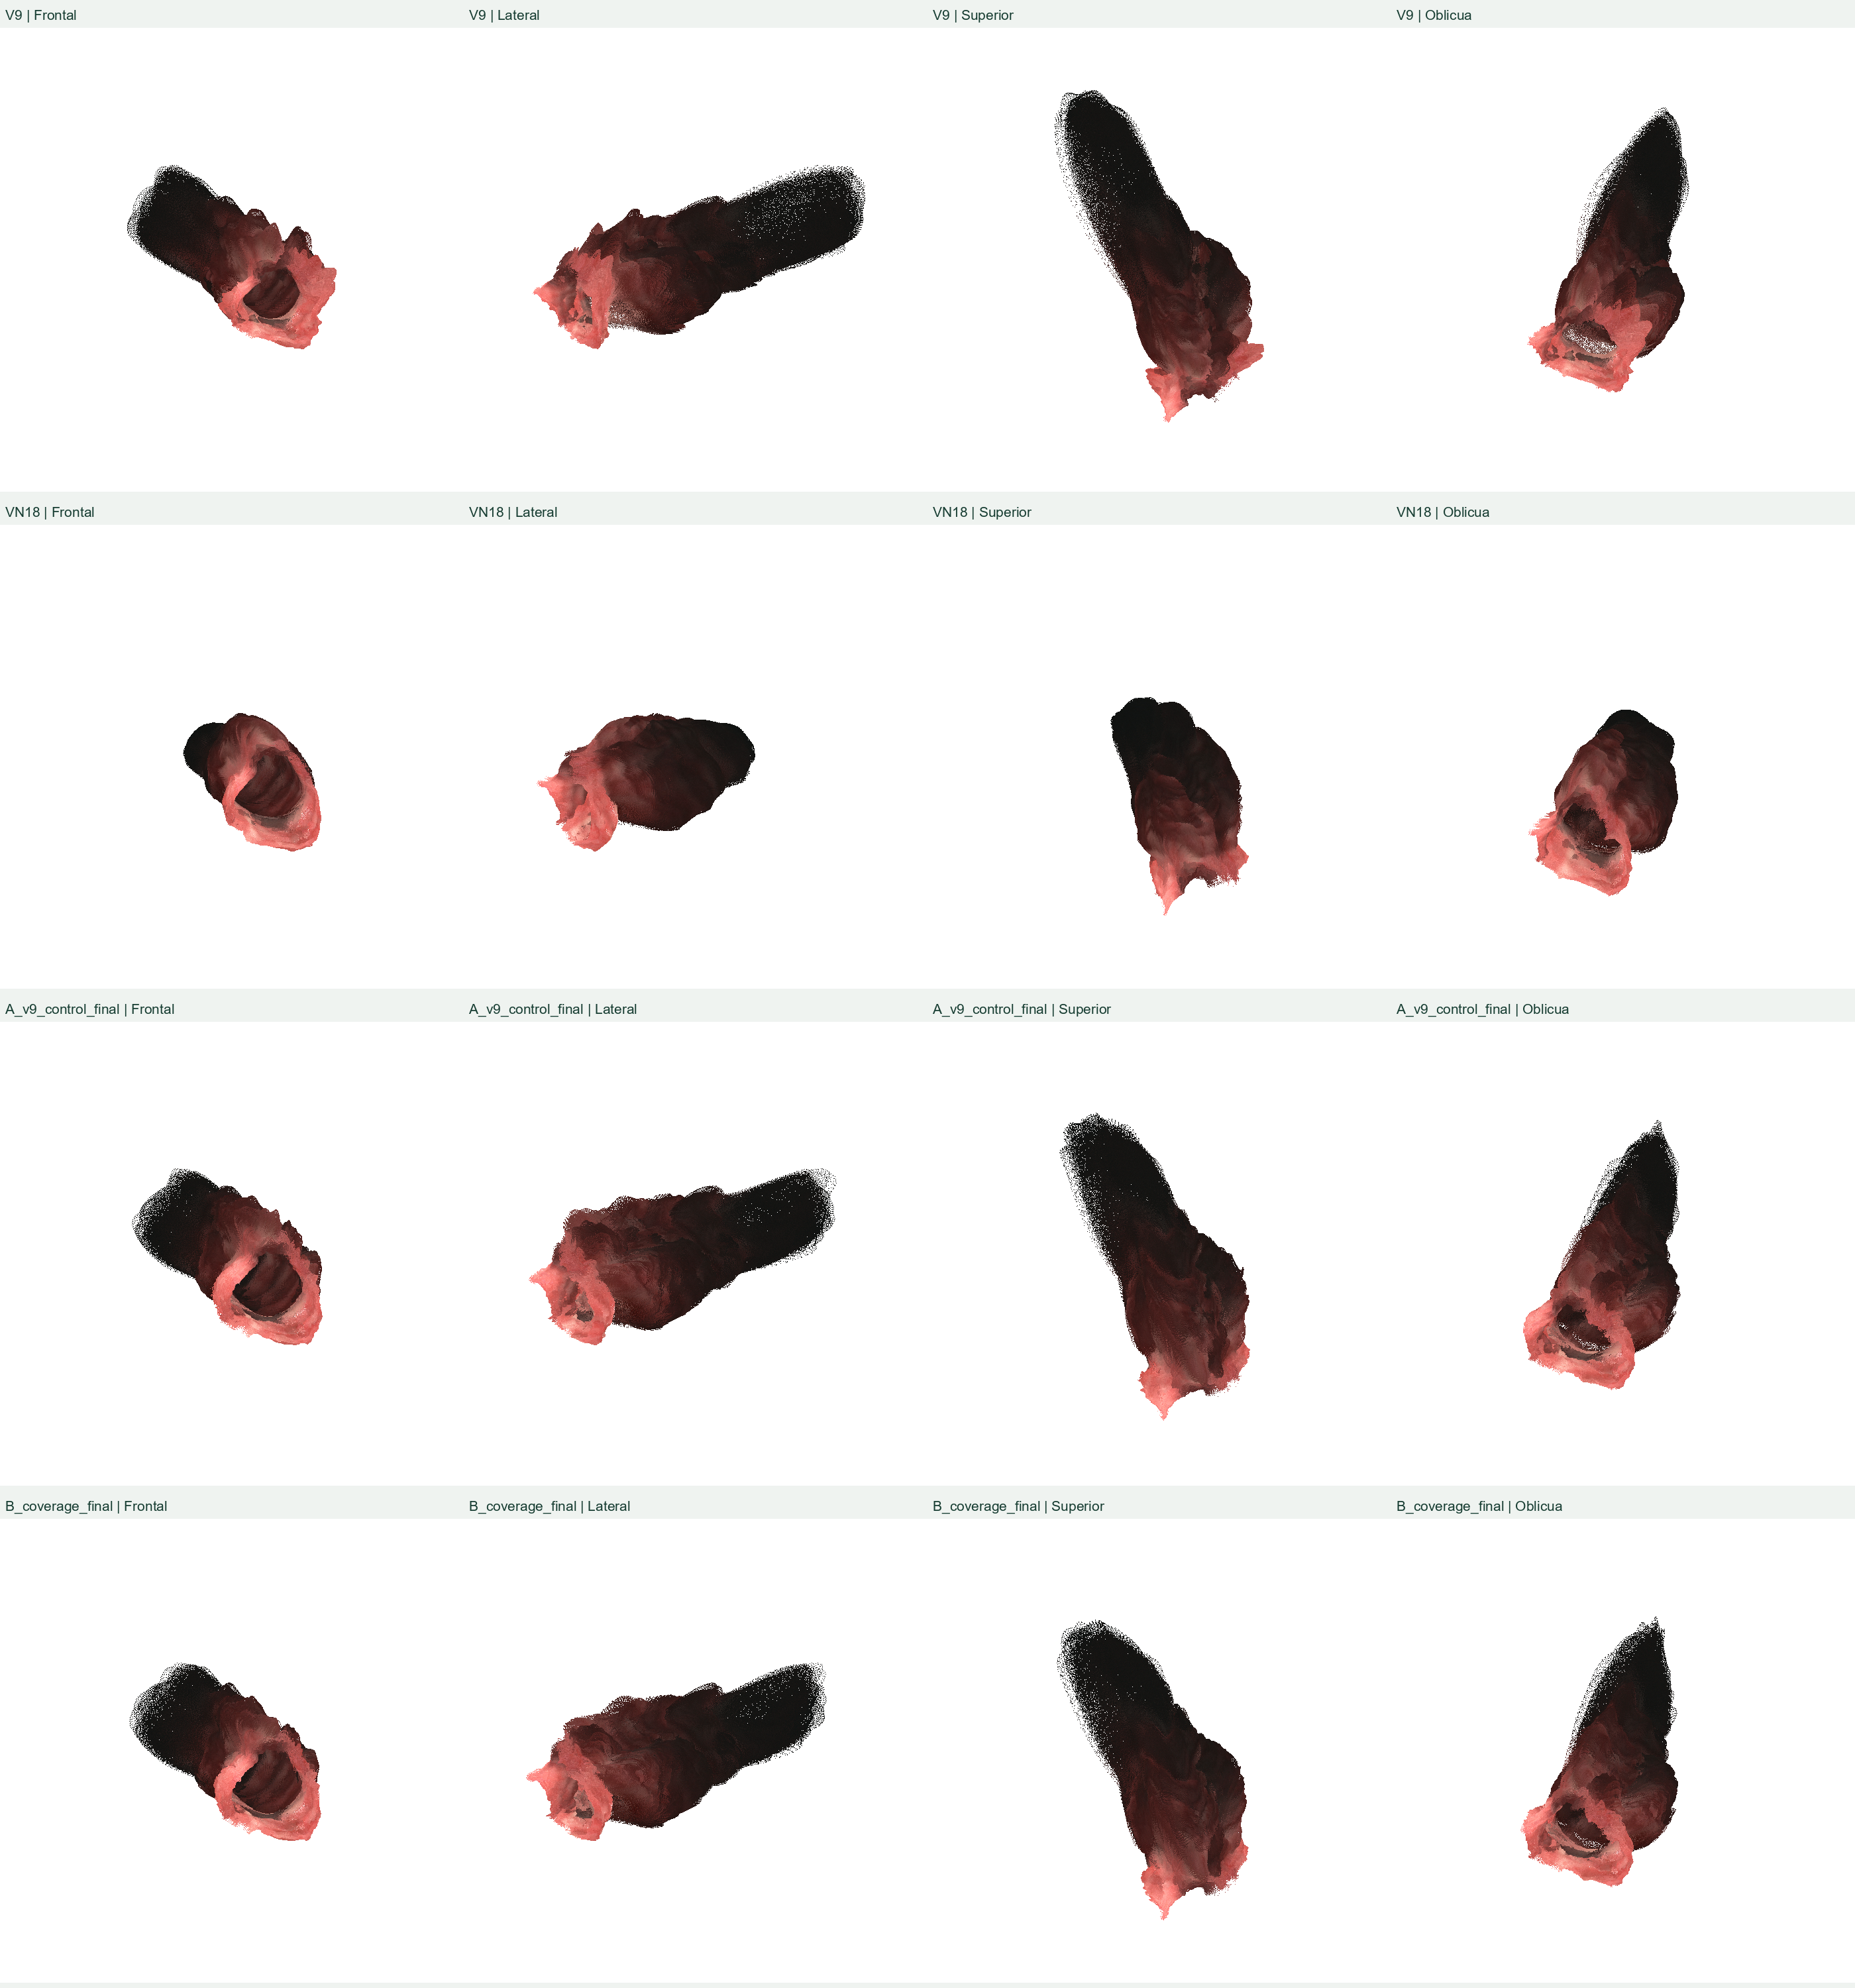 V9 | Frontal
V9 | Lateral
V9 | Superior
V9 | Oblicua
VN18 | Frontal
VN18 | Lateral
VN18 | Superior
VN18 | Oblicua
A_v9_control_final | Frontal
A_v9_control_final | Lateral
A_v9_control_final | Superior
A_v9_control_final | Oblicua
B_coverage_final | Frontal
B_coverage_final | Lateral
B_coverage_final | Superior
B_coverage_final | Oblicua